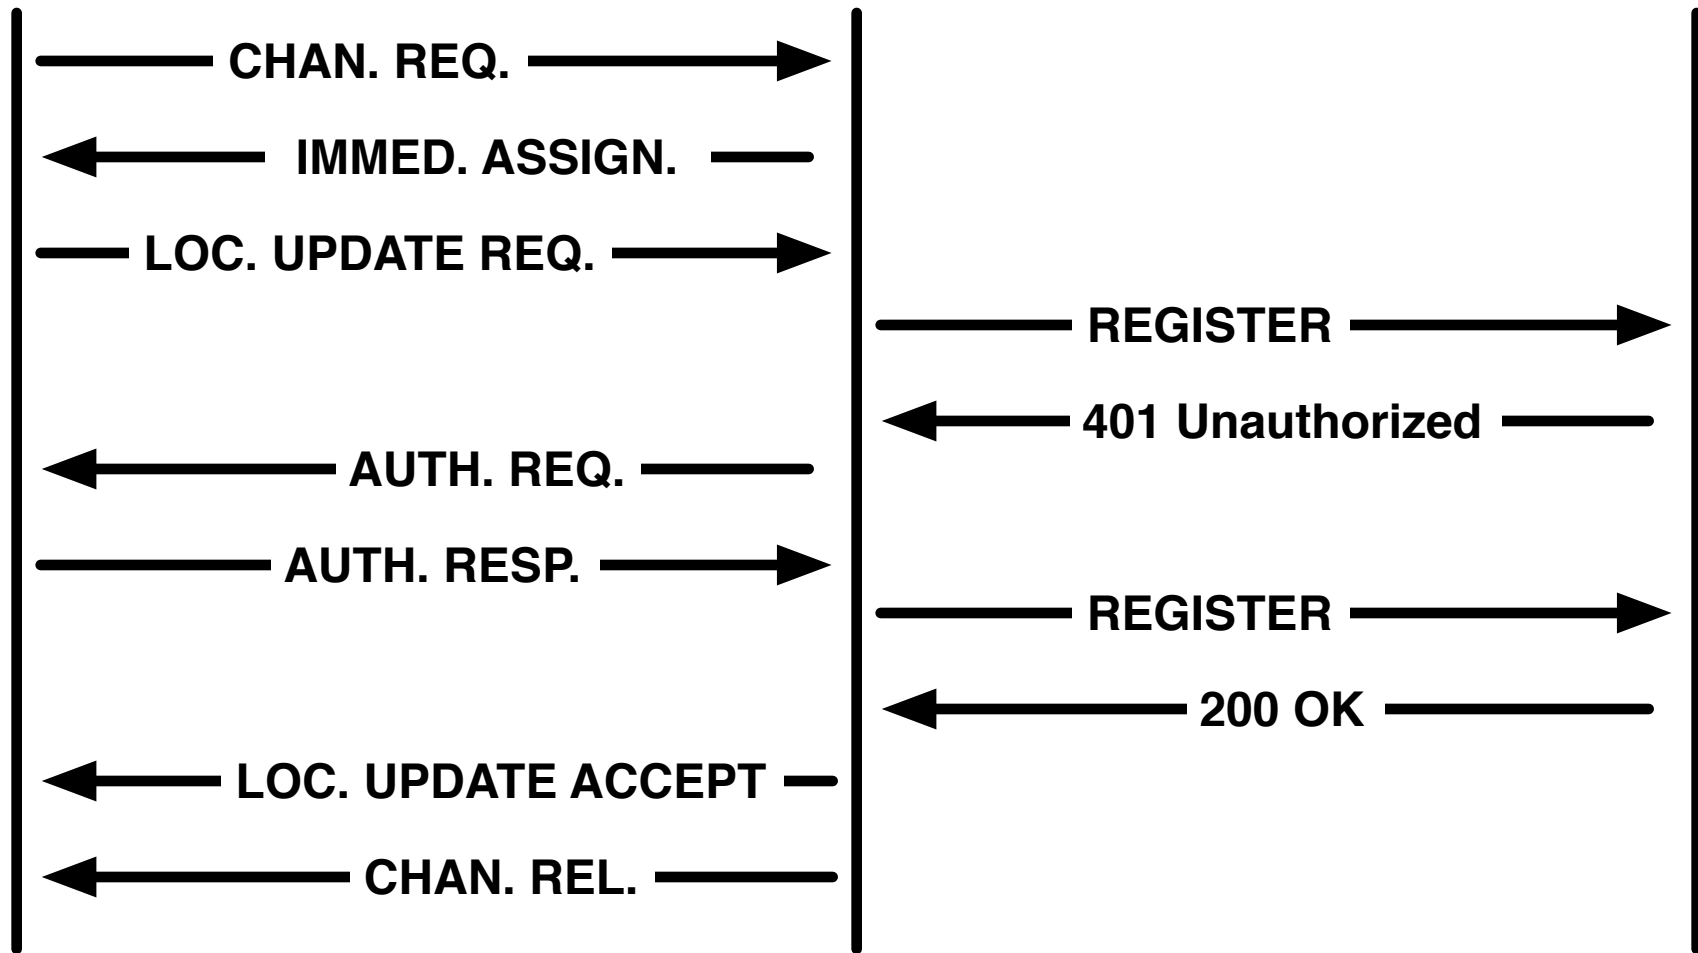 CHAN. REQ.
IMMED. ASSIGN.
LOC. UPDATE REQ.
REGISTER
401 Unauthorized
AUTH. REQ.
AUTH. RESP.
REGISTER
200 OK
LOC. UPDATE ACCEPT
CHAN. REL.